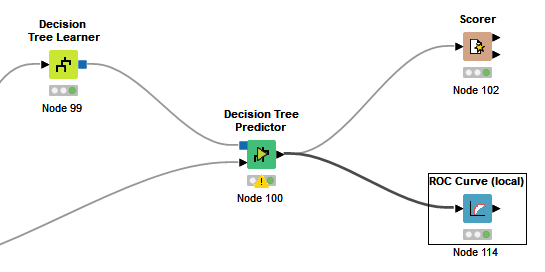 Decision
Tree Learner
Node 99
Decision Tree
Predictor
Node 100
Scorer
Node 102
ROC Curve (local)
Node 114